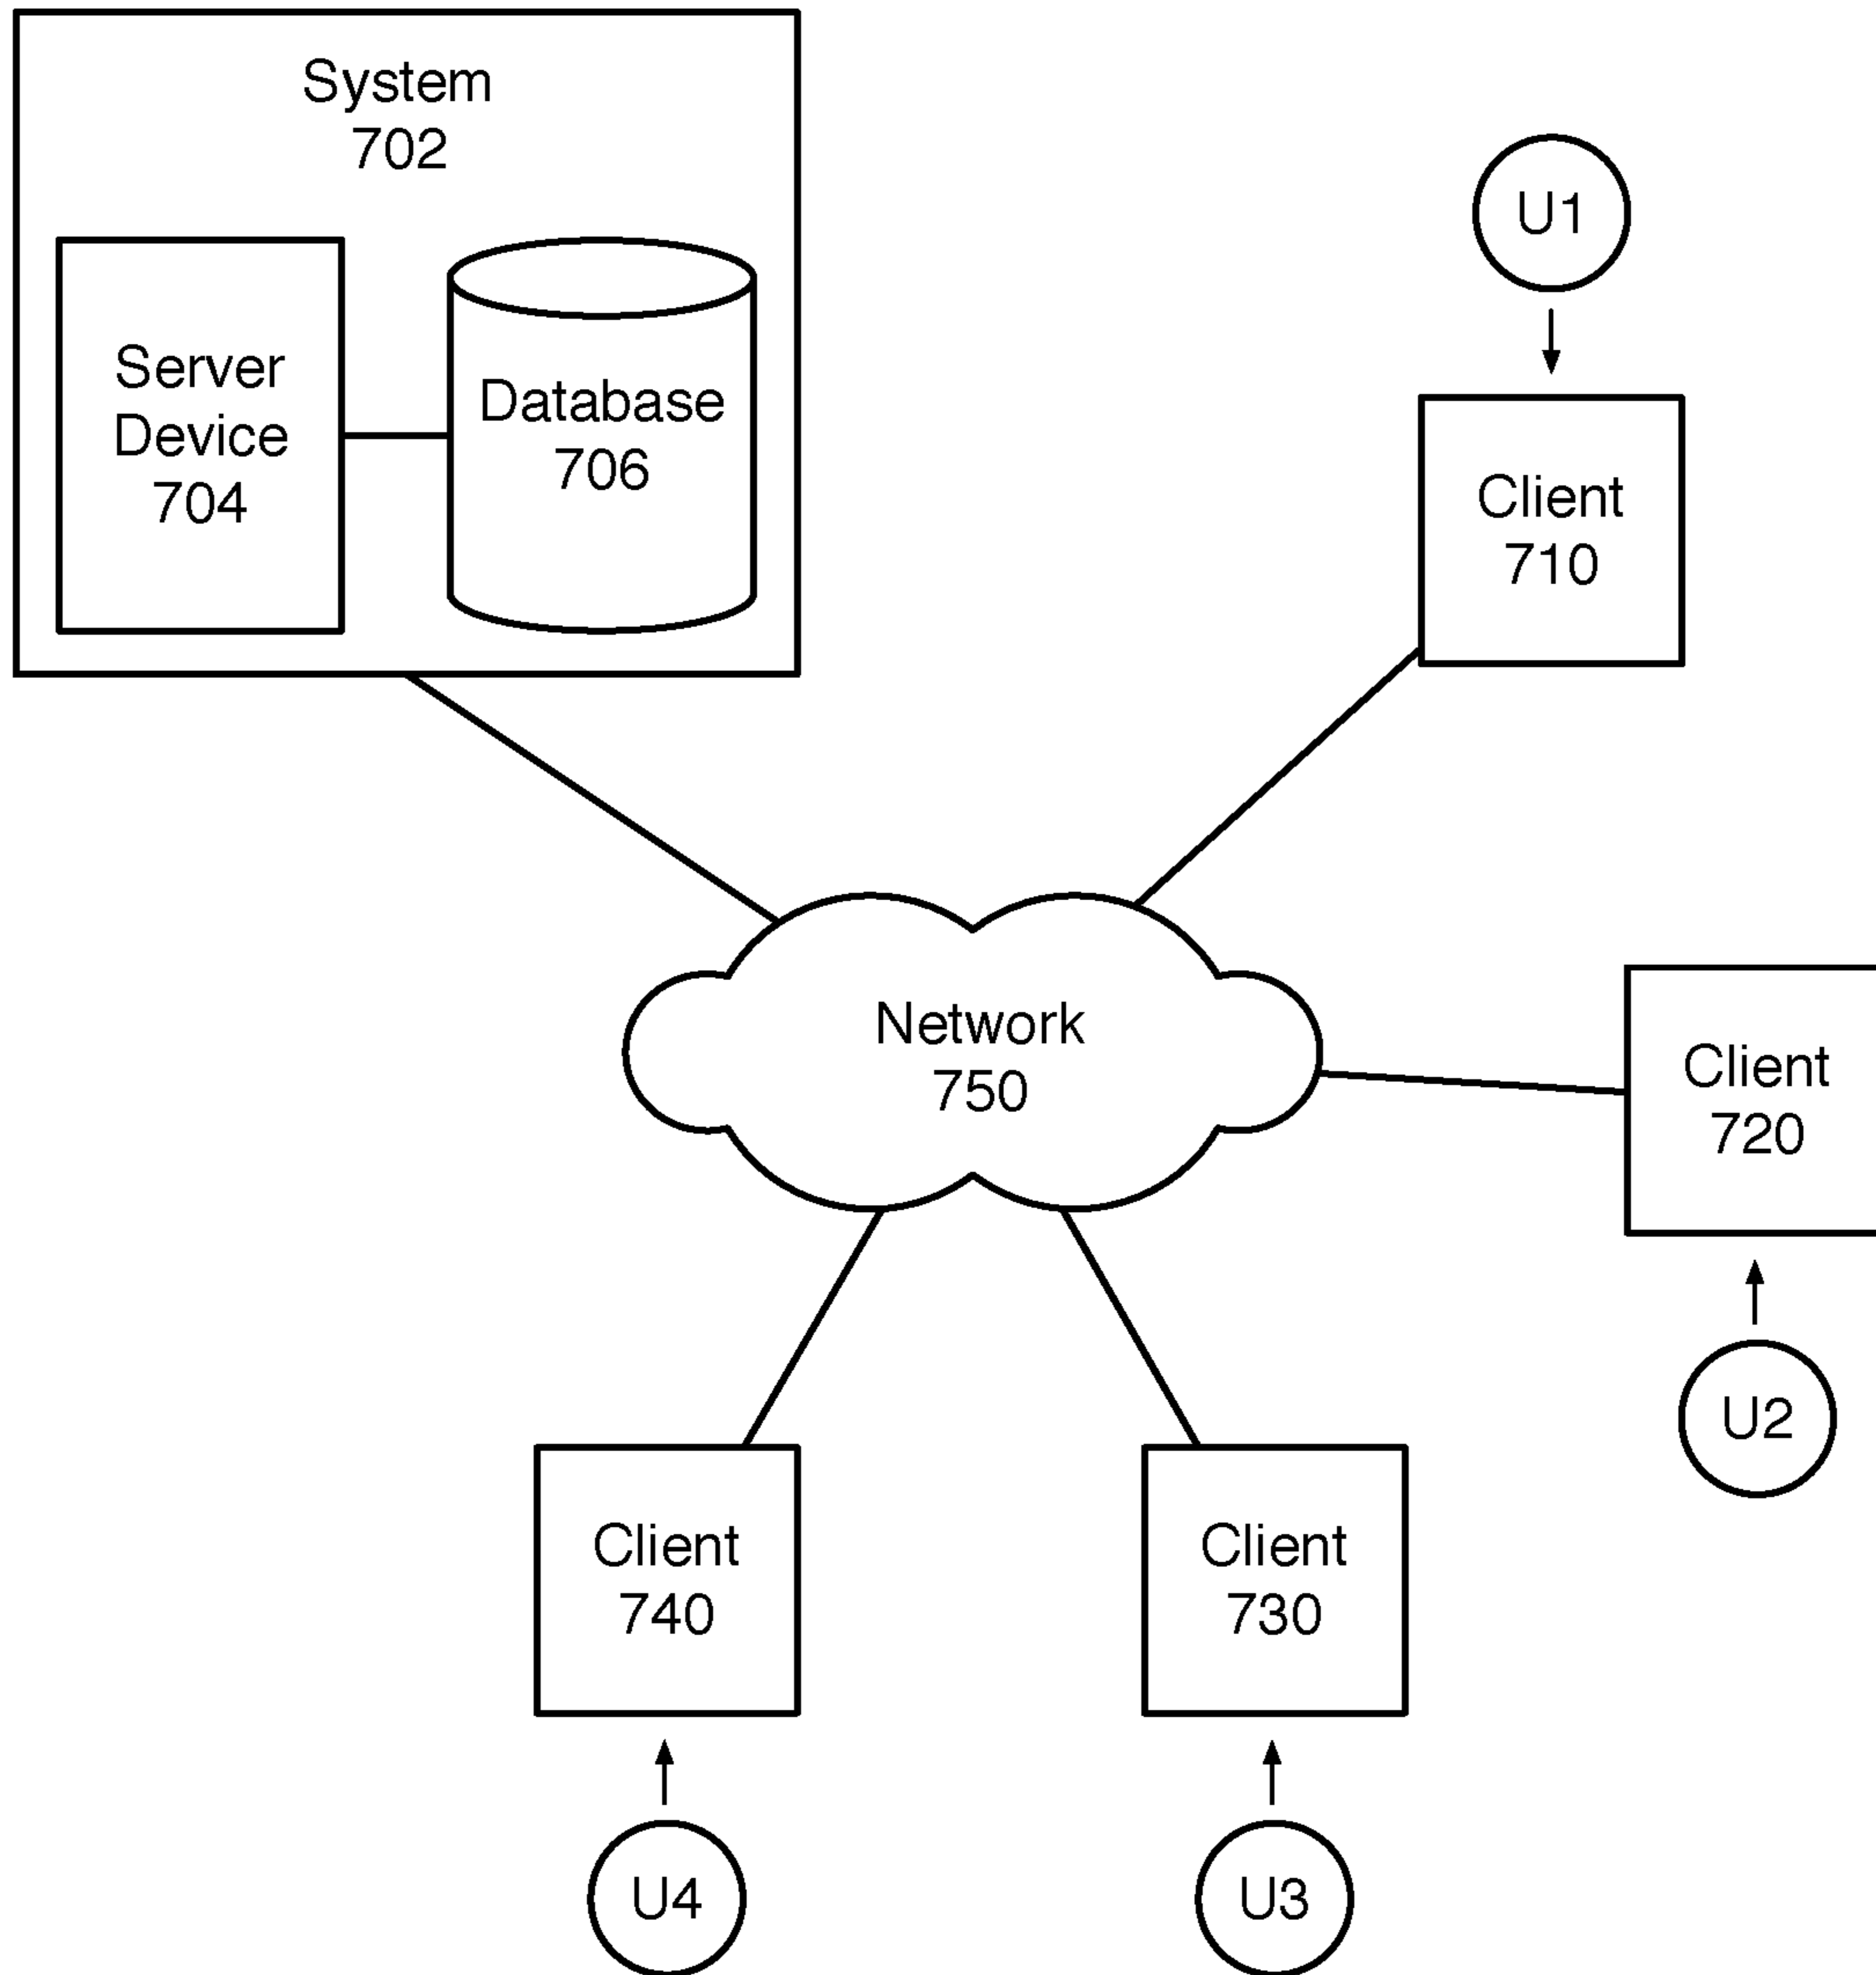 System
702
Server
Device
704
Database
706
U1
Client
710
Network
750
Client
720
U2
Client
740
Client
730
U4
U3